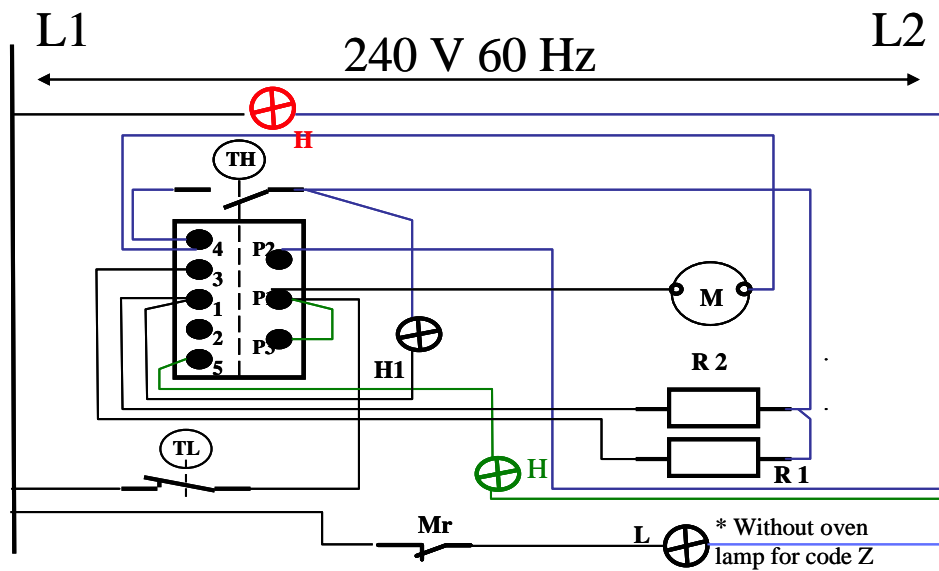 L1 L2
240 V 60 Hz
H
TH
4 P2
3
1
2 P3
5
M
H1
R 2
R 1
TL
H
Mr
L
* Without oven
lamp for code Z